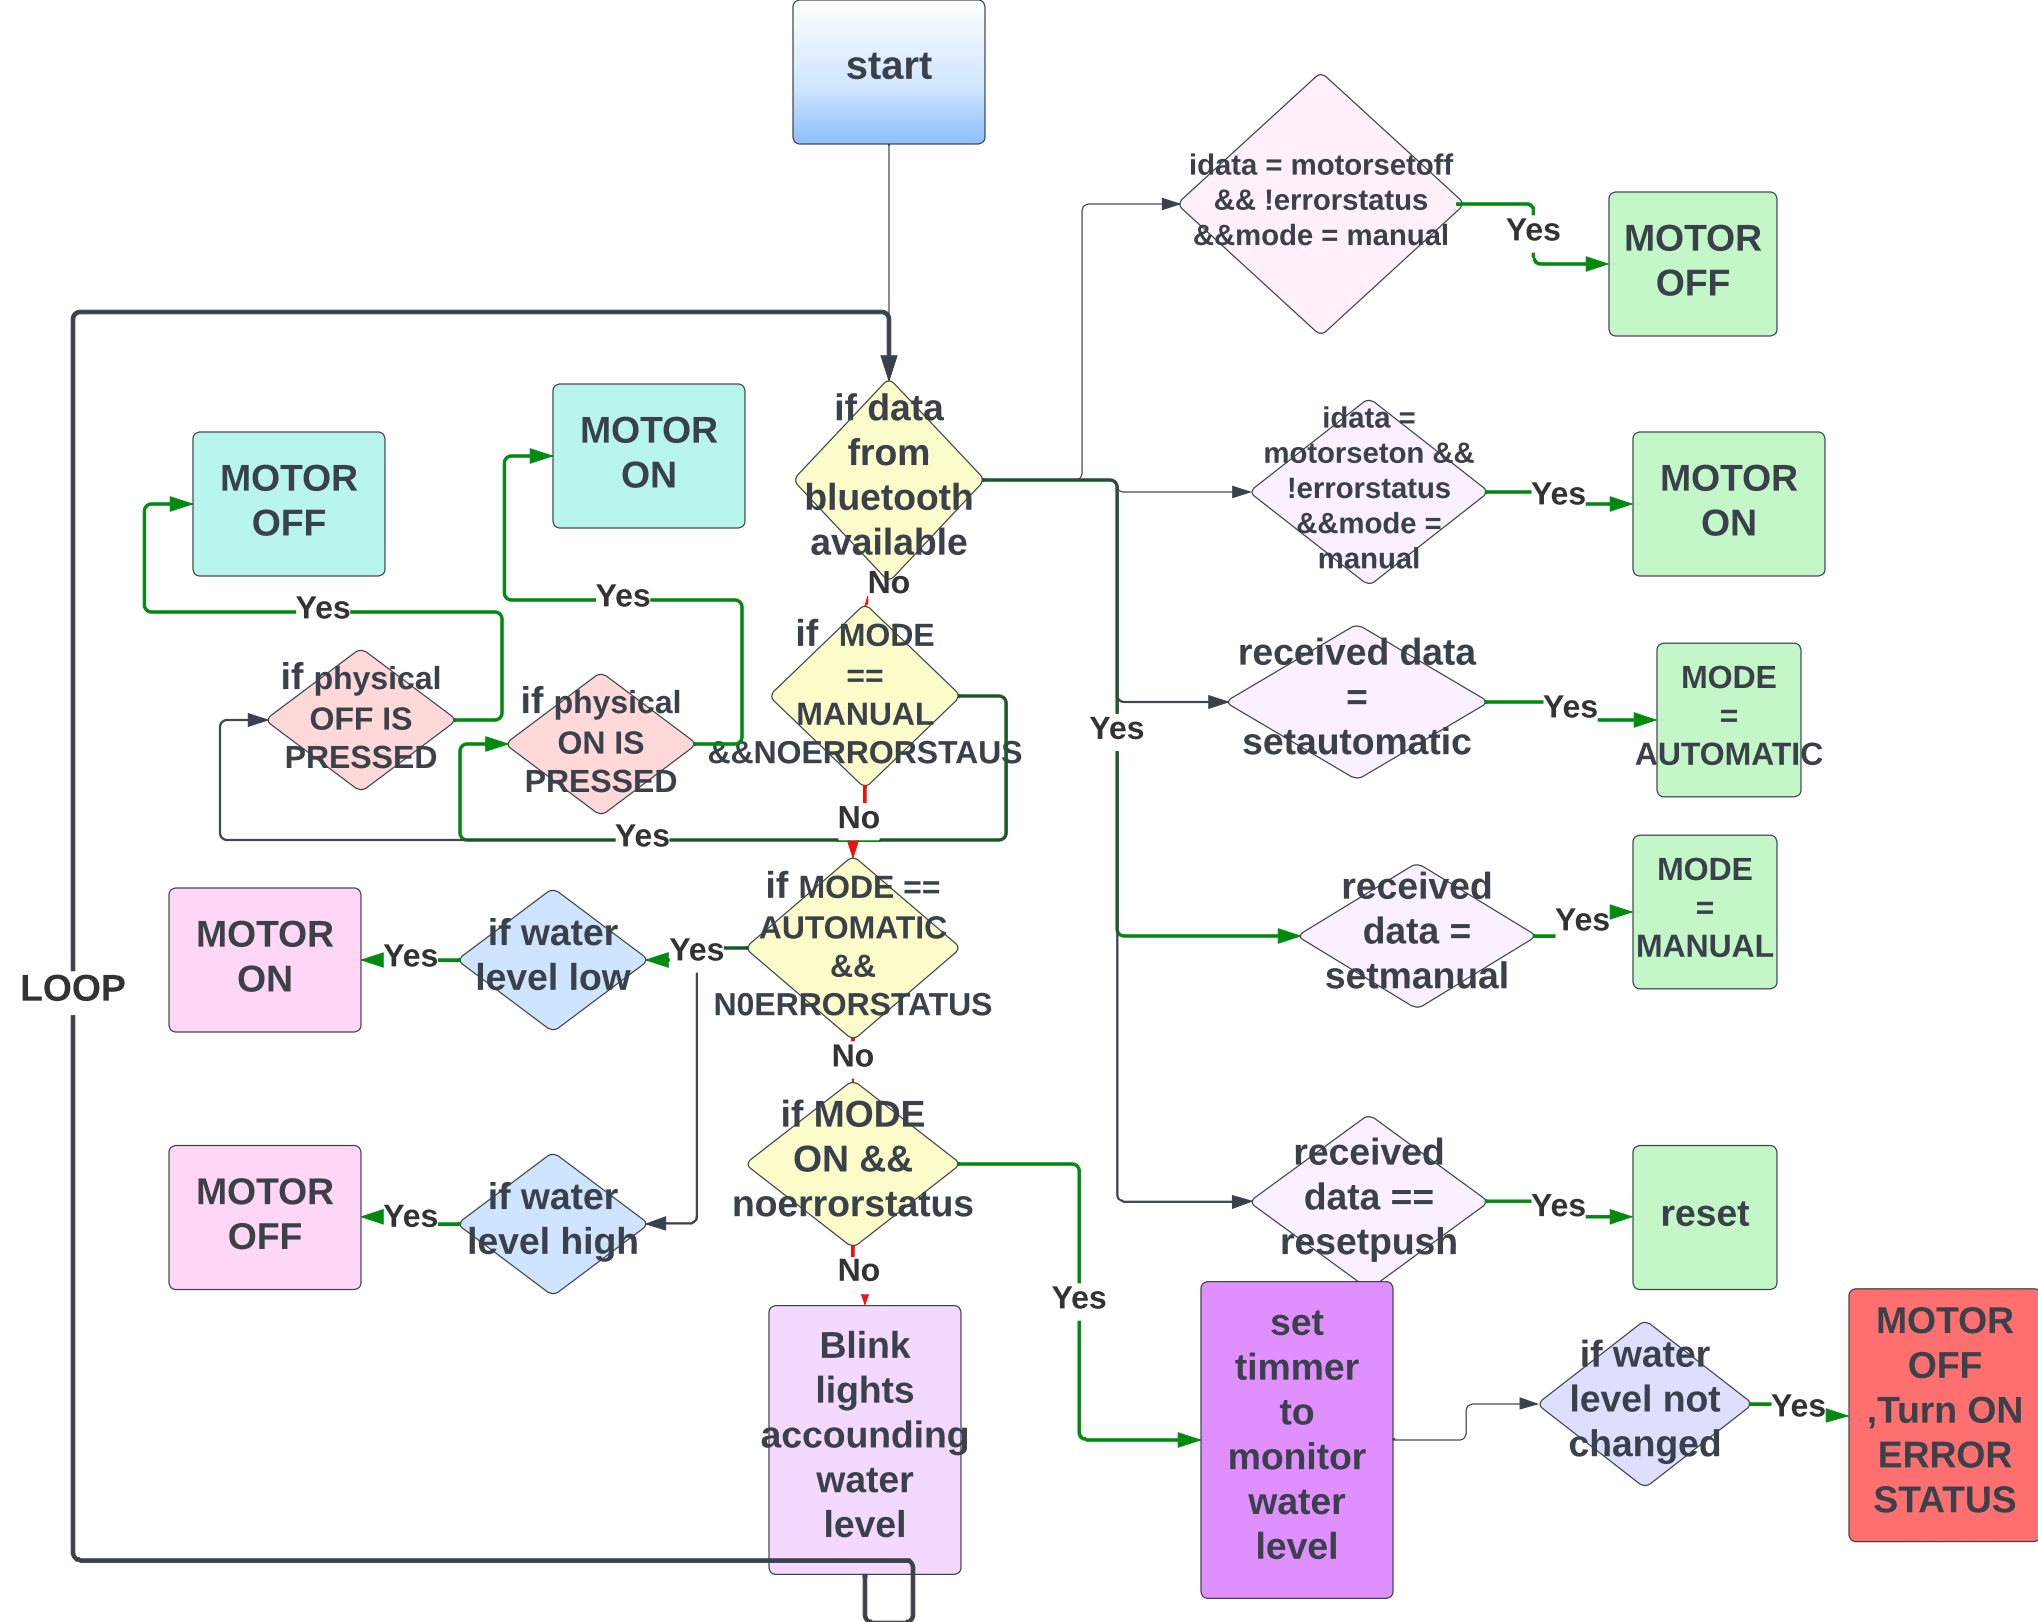 start
idata = motorsetoff
&& !errorstatus
&&mode = manual
Yes
MOTOR
OFF
if data
from
bluetooth
available
idata =
motorseton &&
!errorstatus
&&mode =
manual
Yes
MOTOR
ON
MOTOR
OFF
MOTOR
ON
Yes
Yes
No
if physical
OFF IS
PRESSED
if physical
ON IS
PRESSED
if  MODE
==
MANUAL
&&NOERRORSTAUS
Yes
received data
=
setautomatic
Yes
MODE
=
AUTOMATIC
Yes
No
received
data =
setmanual
Yes
MODE
=
MANUAL
LOOP
MOTOR
ON
Yes
if water
level low
Yes
if MODE ==
AUTOMATIC
&&
N0ERRORSTATUS
No
MOTOR
OFF
Yes
if water
level high
if MODE
ON &&
noerrorstatus
received
data ==
resetpush
Yes
reset
No
Yes
Blink
lights
accounding
water
level
set
timmer
to
monitor
water
level
if water
level not
changed
Yes
MOTOR
OFF
,Turn ON
ERROR
STATUS